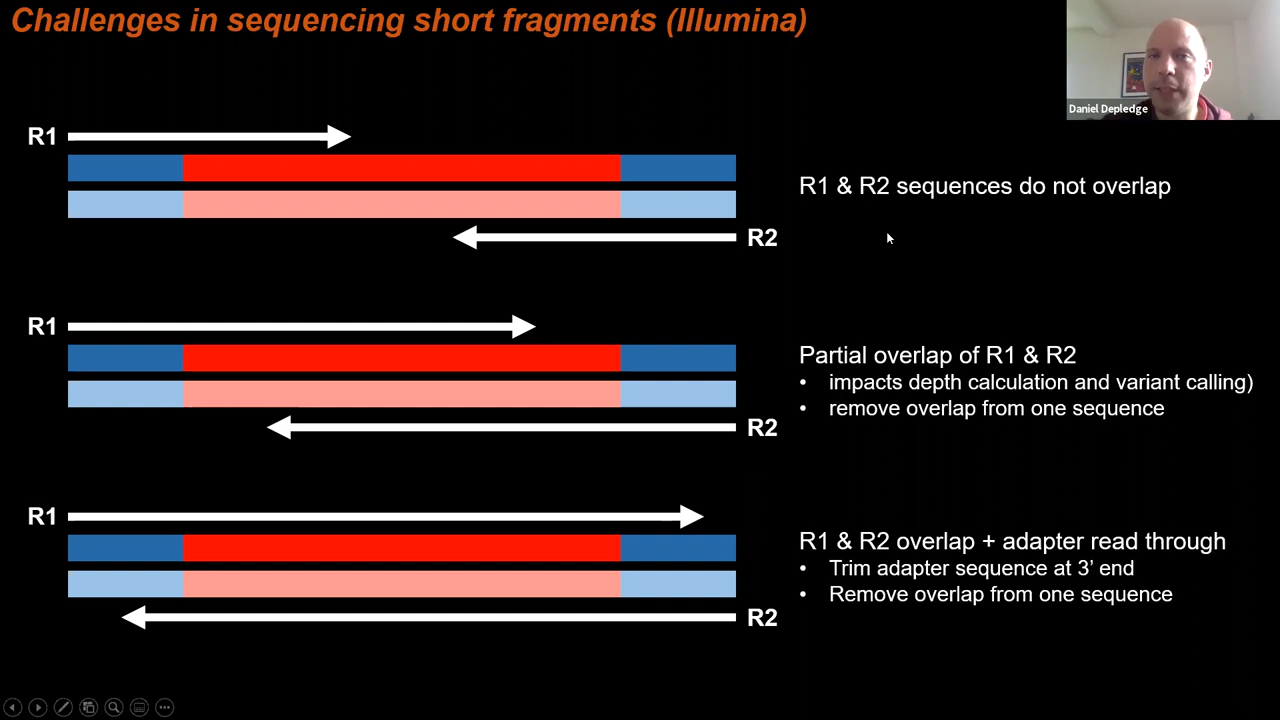 Challenges in sequencing short fragments (Illumina)
Daniel Depledge
R1
R1 & R2 sequences do not overlap
R2
R1
Partial overlap of R1 & R2
• impacts depth calculation and variant calling)
• remove overlap from one sequence
R2
R1
R1 & R2 overlap + adapter read through
• Trim adapter sequence at 3’ end
• Remove overlap from one sequence
R2